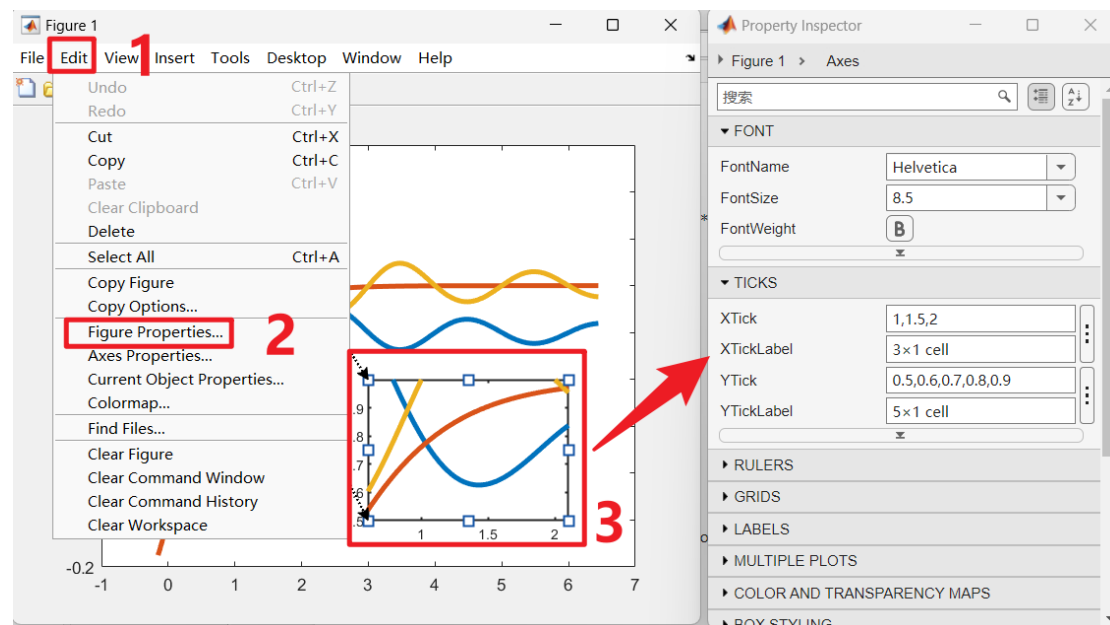 Figure 1
File Edit View Insert Tools Desktop Window Help
1
Undo Ctrl+Z
Redo Ctrl+Y
Cut Ctrl+X
Copy Ctrl+C
Paste Ctrl+V
Clear Clipboard
Delete
Select All Ctrl+A
Copy Figure
Copy Options...
Figure Properties...
2
Axes Properties...
Current Object Properties...
Colormap...
Find Files...
Clear Figure
Clear Command Window
Clear Command History
Clear Workspace
.9
.8
.7
.6
.5
1 1.5 2
3
-0.2
-1 0 1 2 3 4 5 6 7
Property Inspector
Figure 1 > Axes
搜索
FONT
FontName Helvetica
FontSize 8.5
FontWeight B
TICKS
XTick 1,1.5,2
XTickLabel 3×1 cell
YTick 0.5,0.6,0.7,0.8,0.9
YTickLabel 5×1 cell
RULERS
GRIDS
LABELS
MULTIPLE PLOTS
COLOR AND TRANSPARENCY MAPS
BOX STYLING